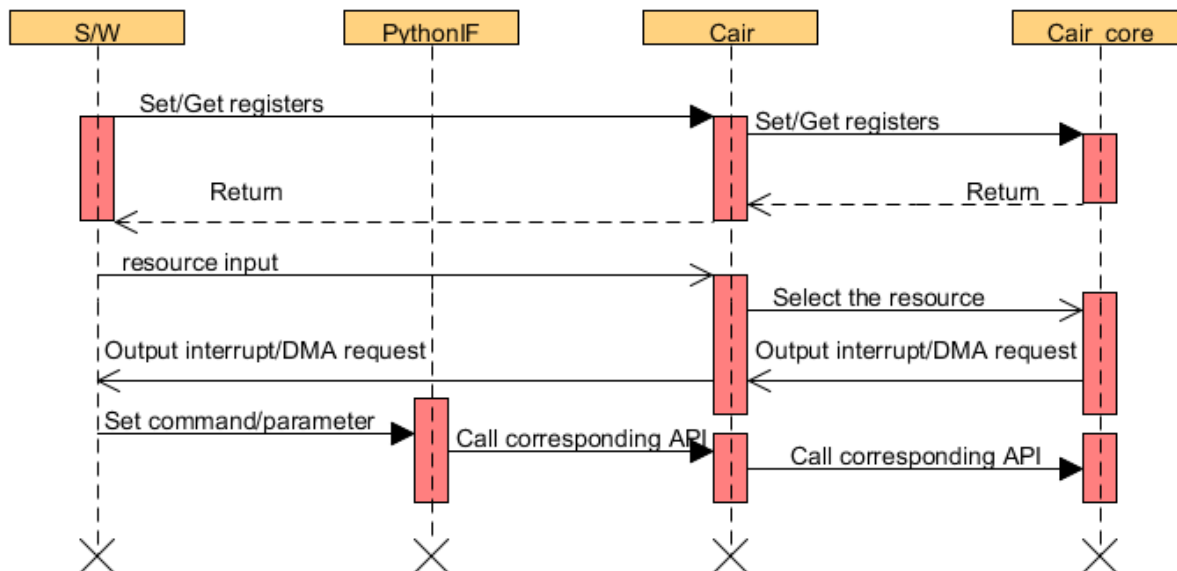 S/W
PythonIF
Cair
Cair_core
Set/Get registers
Set/Get registers
Return
Return
resource input
Select the resource
Output interrupt/DMA request
Output interrupt/DMA request
Set command/parameter
Call corresponding API
Call corresponding API